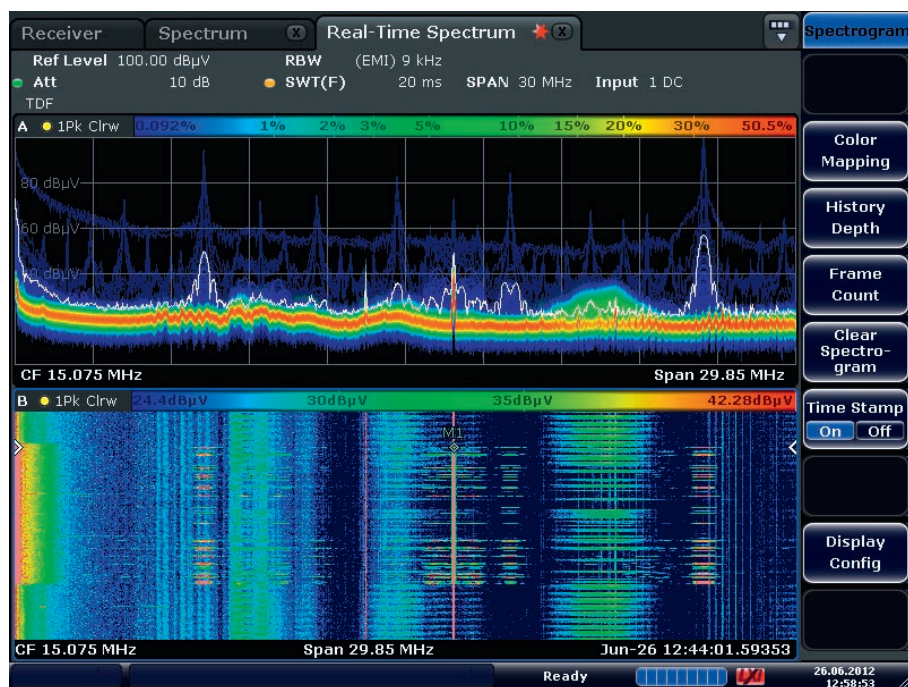 Receiver
Spectrum
Real-Time Spectrum
Spectrogram
Ref Level 100.00 dBµV RBW (EMI) 9 kHz
Att 10 dB SWT(F) 20 ms SPAN 30 MHz Input 1 DC
TDF
A 1Pk Clrw 0.092% 1% 2% 3% 5% 10% 15% 20% 30% 50.5%
80 dBµV
60 dBµV
dBµV
CF 15.075 MHz Span 29.85 MHz
B 1Pk Clrw 24.4dBµV 30dBµV 35dBµV 42.28dBµV
M1
CF 15.075 MHz Span 29.85 MHz Jun-26 12:44:01.59353
Color
Mapping
History
Depth
Frame
Count
Clear
Spectro-
gram
Time Stamp
On Off
Display
Config
Ready
LXI
26.06.2012
12:58:53